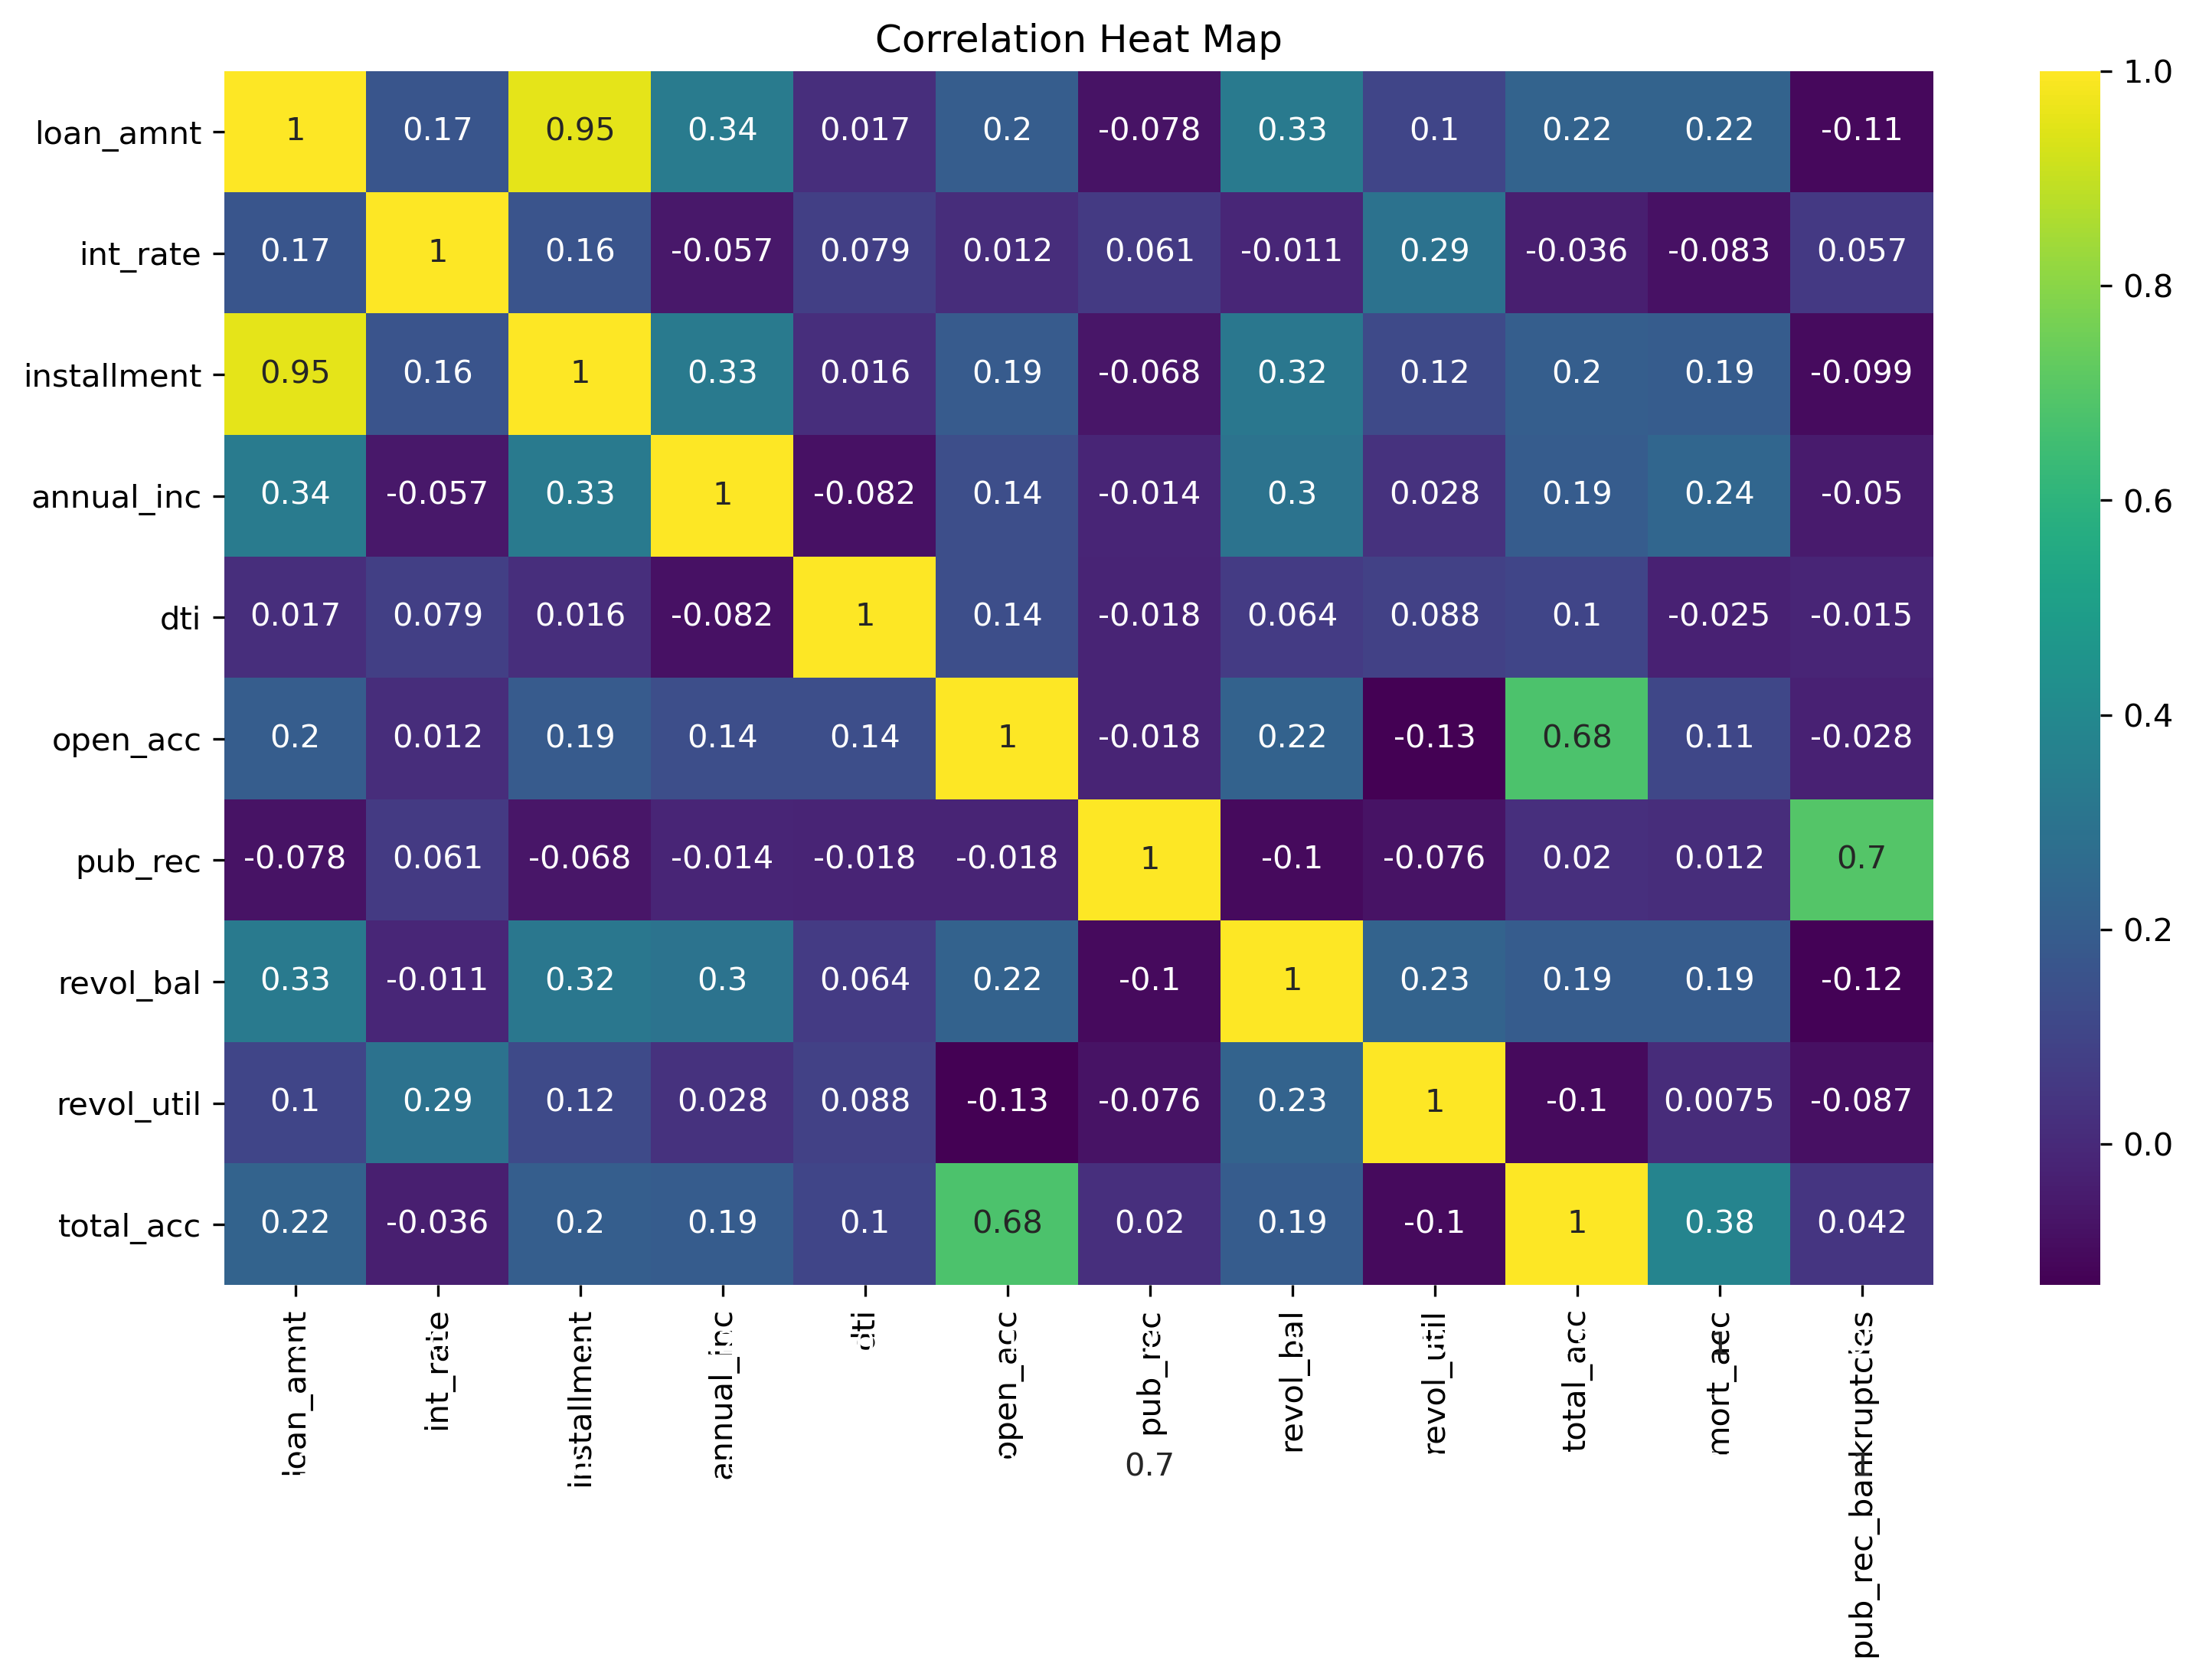 Correlation Heat Map
loan_amnt 1 0.17 0.95 0.34 0.017 0.2 -0.078 0.33 0.1 0.22 0.22 -0.11
int_rate 0.17 1 0.16 -0.057 0.079 0.012 0.061 -0.011 0.29 -0.036 -0.083 0.057
installment 0.95 0.16 1 0.33 0.016 0.19 -0.068 0.32 0.12 0.2 0.19 -0.099
annual_inc 0.34 -0.057 0.33 1 -0.082 0.14 -0.014 0.3 0.028 0.19 0.24 -0.05
dti 0.017 0.079 0.016 -0.082 1 0.14 -0.018 0.064 0.088 0.1 -0.025 -0.015
open_acc 0.2 0.012 0.19 0.14 0.14 1 -0.018 0.22 -0.13 0.68 0.11 -0.028
pub_rec -0.078 0.061 -0.068 -0.014 -0.018 -0.018 1 -0.1 -0.076 0.02 0.012 0.7
revol_bal 0.33 -0.011 0.32 0.3 0.064 0.22 -0.1 1 0.23 0.19 0.19 -0.12
revol_util 0.1 0.29 0.12 0.028 0.088 -0.13 -0.076 0.23 1 -0.1 0.0075 -0.087
total_acc 0.22 -0.036 0.2 0.19 0.1 0.68 0.02 0.19 -0.1 1 0.38 0.042
loan_amnt
int_rate
installment
annual_inc
dti
open_acc
pub_rec
revol_bal
revol_util
total_acc
mort_acc
pub_rec_bankruptcies
0.7
1.0
0.8
0.6
0.4
0.2
0.0